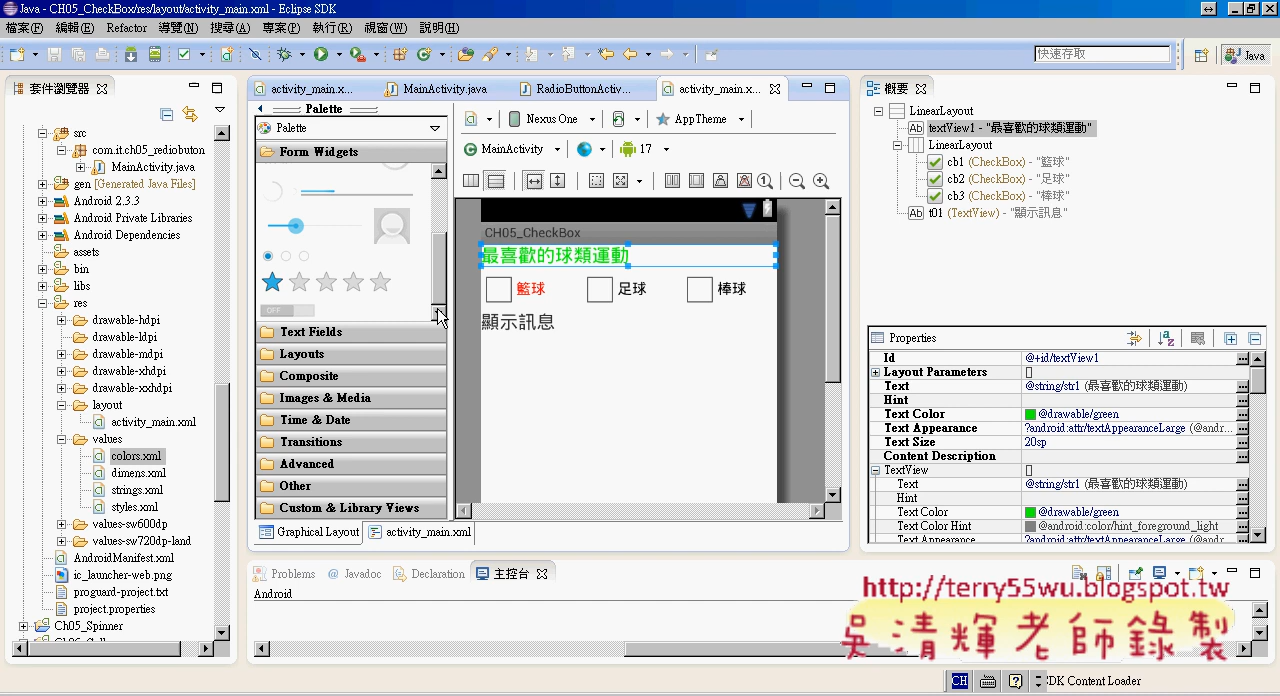 Java - CH05_CheckBox/res/layout/activity_main.xml - Eclipse SDK
檔案(F) 編輯(E) Refactor 導覽(N) 搜尋(A) 專案(P) 執行(R) 視窗(W) 說明(H)
快速存取
Java
套件瀏覽器
src
com.it.ch05_rediobuton
MainActivity.java
gen [Generated Java Files]
Android 2.3.3
Android Private Libraries
Android Dependencies
assets
bin
libs
res
drawable-hdpi
drawable-ldpi
drawable-mdpi
drawable-xhdpi
drawable-xxhdpi
layout
activity_main.xml
values
colors.xml
dimens.xml
strings.xml
styles.xml
values-sw600dp
values-sw720dp-land
AndroidManifest.xml
ic_launcher-web.png
proguard-project.txt
project.properties
Ch05_Spinner
activity_main.x...
MainActivity.java
RadioButtonActiv...
activity_main.x...
Palette
Palette
Form Widgets
OFF
Text Fields
Layouts
Composite
Images & Media
Time & Date
Transitions
Advanced
Other
Custom & Library Views
Nexus One
AppTheme
MainActivity
17
CH05_CheckBox
最喜歡的球類運動
籃球 足球 棒球
顯示訊息
Graphical Layout
activity_main.xml
概要
LinearLayout
Ab textView1 - "最喜歡的球類運動"
LinearLayout
cb1 (CheckBox) - "籃球"
cb2 (CheckBox) - "足球"
cb3 (CheckBox) - "棒球"
Ab t01 (TextView) - "顯示訊息"
Properties
Id @+id/textView1
Layout Parameters []
Text @string/str1 (最喜歡的球類運動)
Hint
Text Color @drawable/green
Text Appearance ?android:attr/textAppearanceLarge (@andr...
Text Size 20sp
Content Description
TextView []
Text @string/str1 (最喜歡的球類運動)
Hint
Text Color @drawable/green
Text Color Hint @android:color/hint_foreground_light
Text Appearance ?android:attr/textAppearanceLarge (@andr...
Problems
@ Javadoc
Declaration
主控台
Android
http://terry55wu.blogspot.tw
吳清輝老師錄製
CH
DK Content Loader